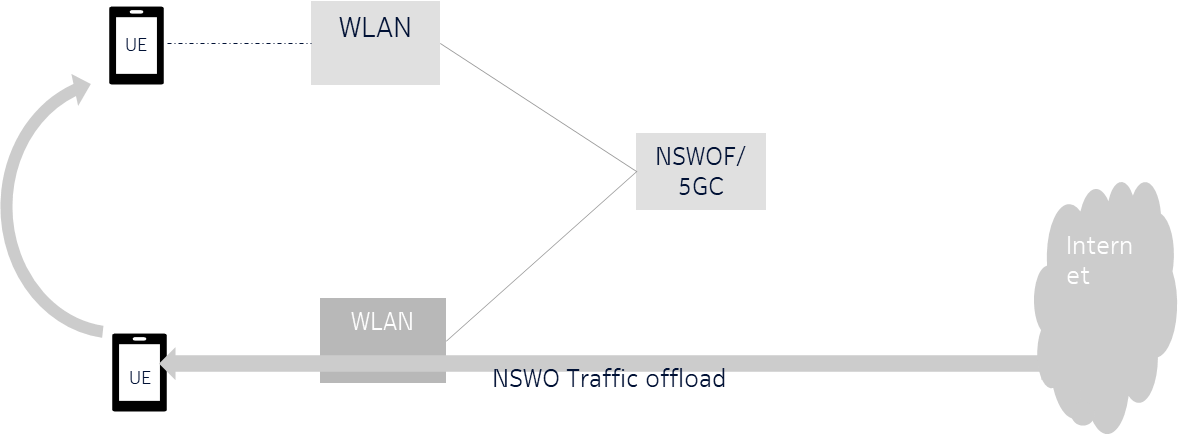 UE
WLAN
NSWOF/
5GC
Intern
et
WLAN
UE
NSWO Traffic offload